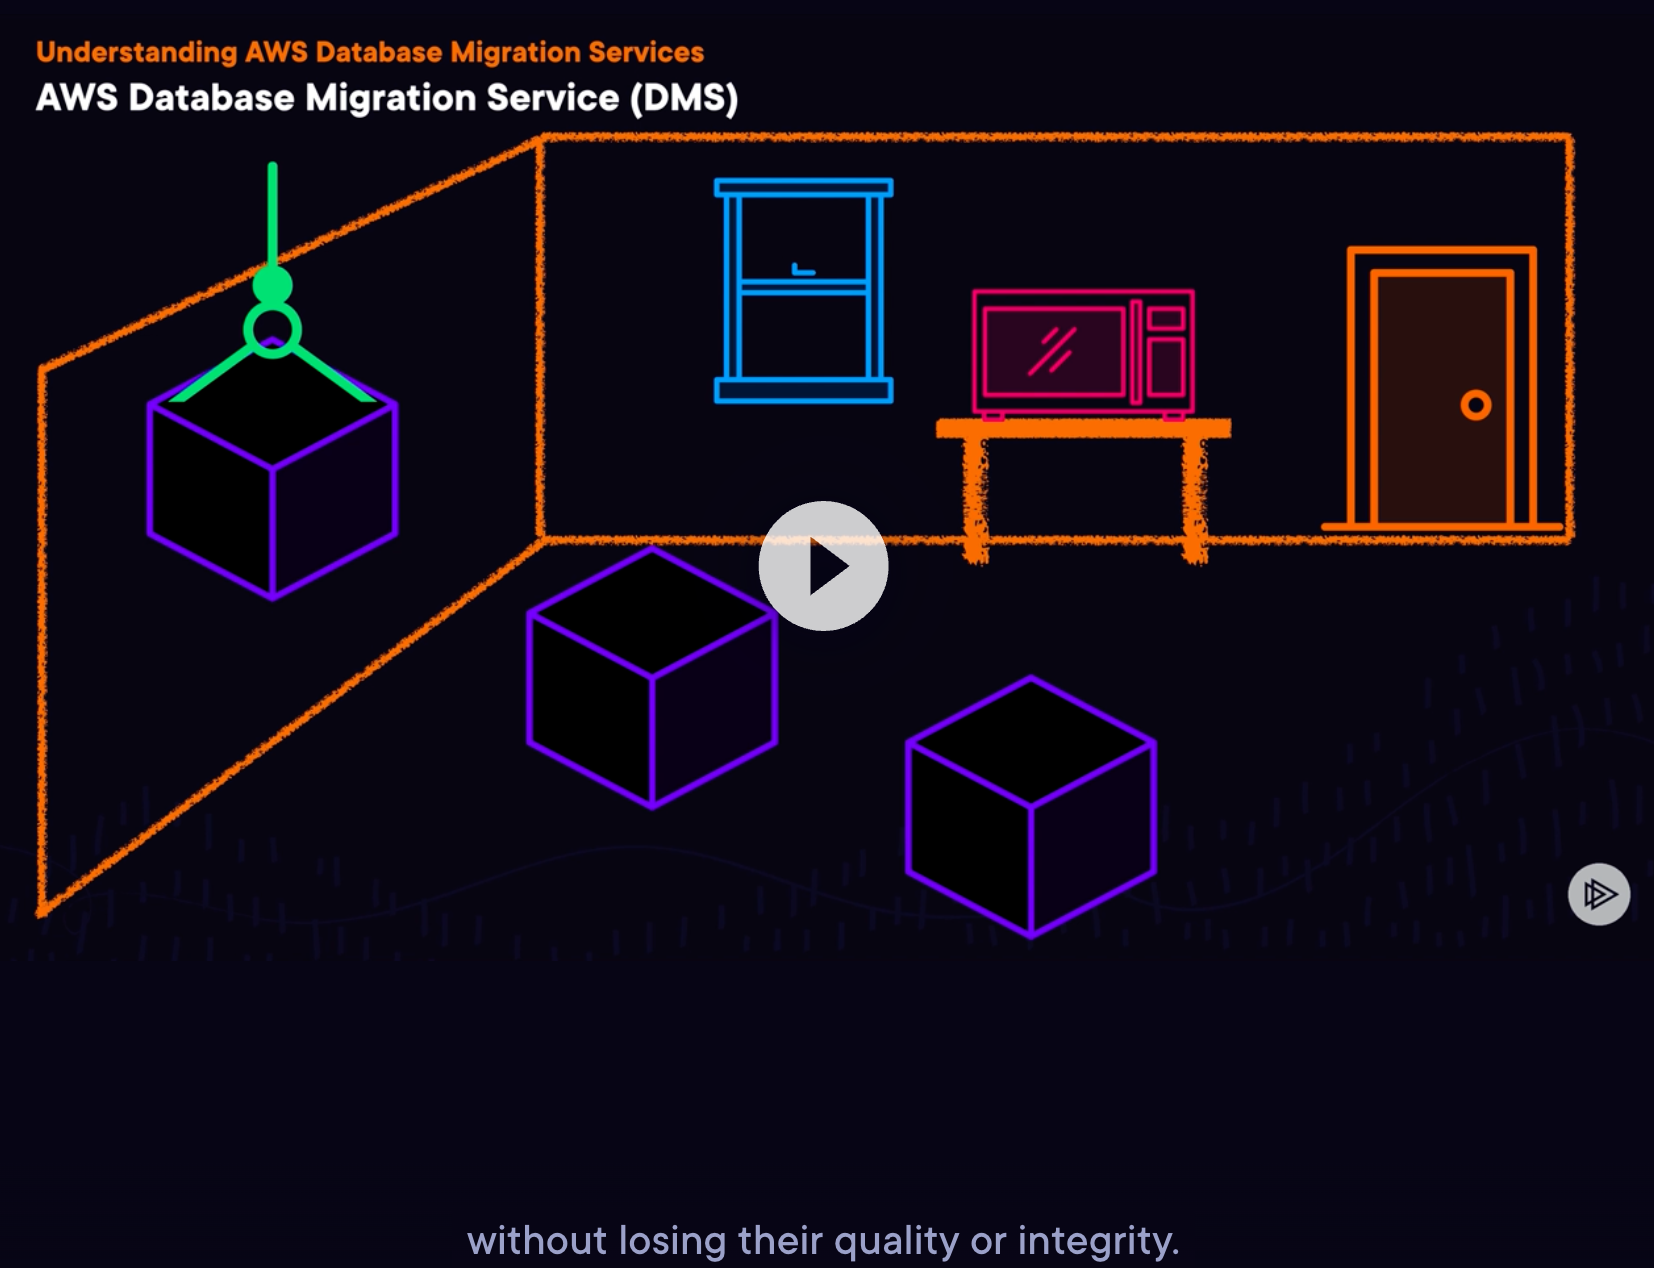 Understanding AWS Database Migration Services
AWS Database Migration Service (DMS)
without losing their quality or integrity.